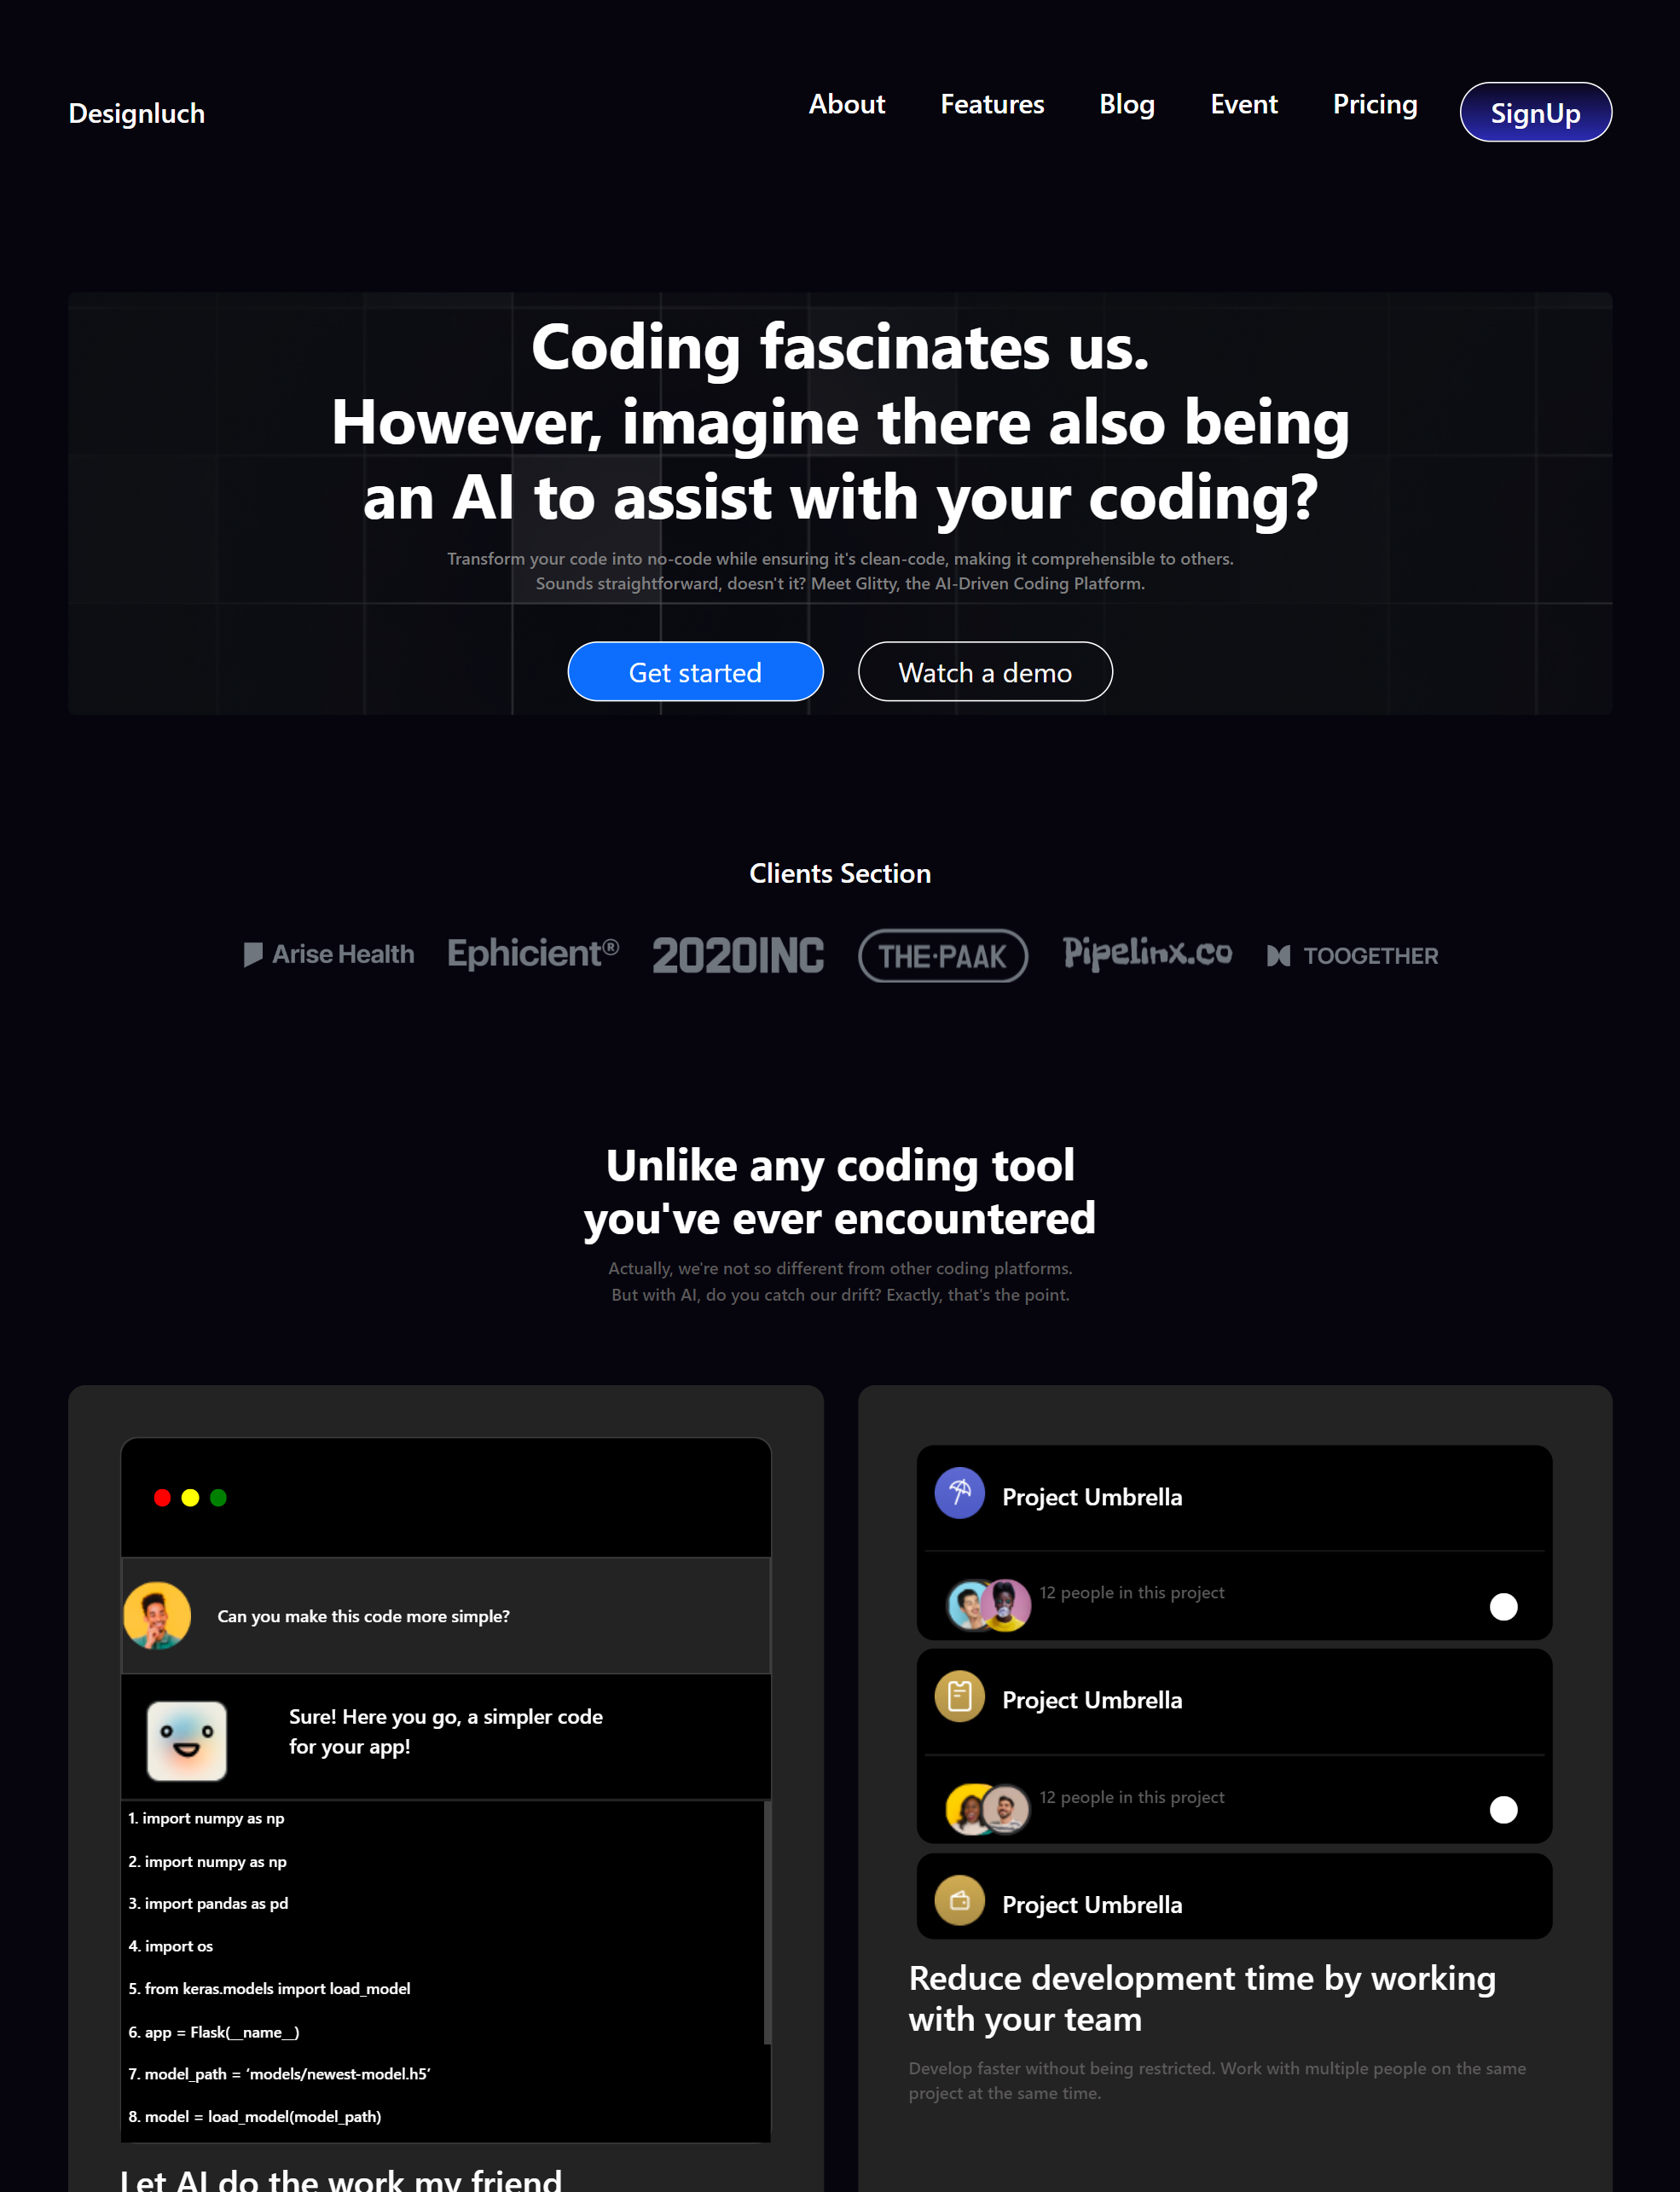 Designluch
About
Features
Blog
Event
Pricing
SignUp
Coding fascinates us.
However, imagine there also being
an AI to assist with your coding?
Transform your code into no-code while ensuring it's clean-code, making it comprehensible to others.
Sounds straightforward, doesn't it? Meet Glitty, the AI-Driven Coding Platform.
Get started
Watch a demo
Clients Section
Arise Health
Ephicient®
2020INC
THE·PAAK
Pipelinx.co
TOOGETHER
Unlike any coding tool
you've ever encountered
Actually, we're not so different from other coding platforms.
But with AI, do you catch our drift? Exactly, that's the point.
Can you make this code more simple?
Sure! Here you go, a simpler code
for your app!
1. import numpy as np
2. import numpy as np
3. import pandas as pd
4. import os
5. from keras.models import load_model
6. app = Flask(__name__)
7. model_path = ‘models/newest-model.h5’
8. model = load_model(model_path)
Let AI do the work my friend
Project Umbrella
12 people in this project
Project Umbrella
12 people in this project
Project Umbrella
Reduce development time by working
with your team
Develop faster without being restricted. Work with multiple people on the same
project at the same time.